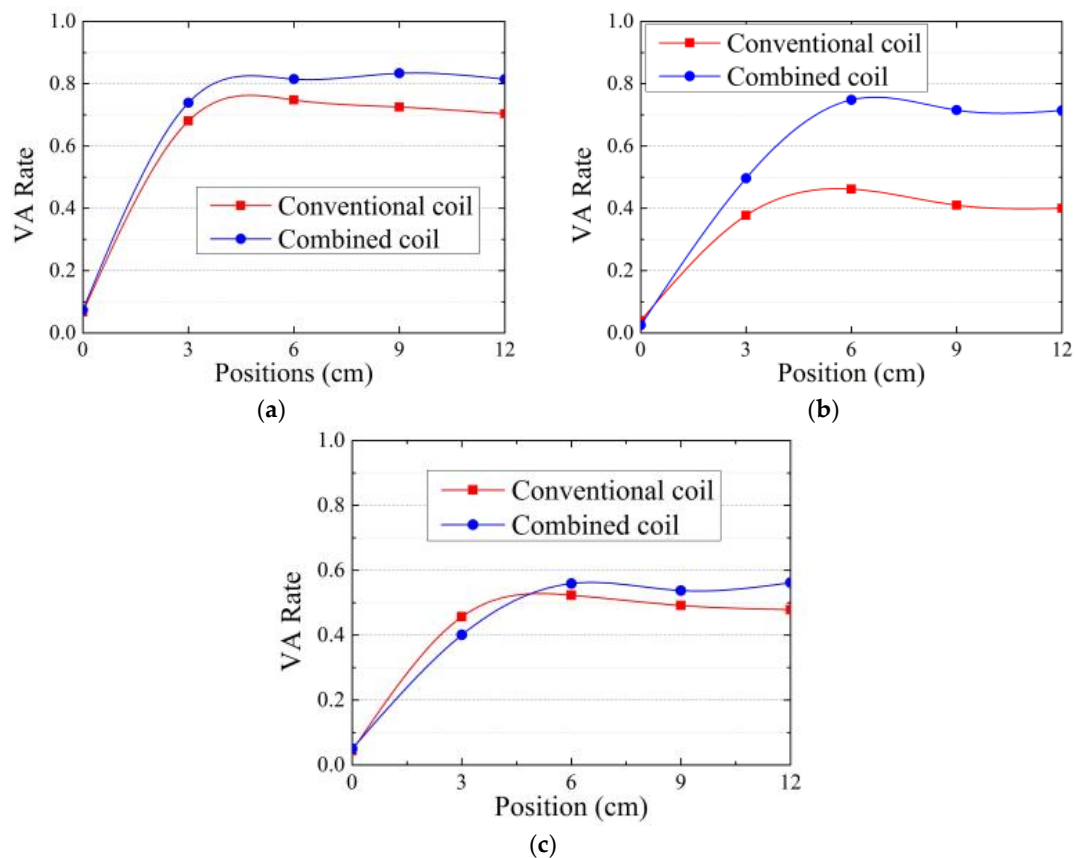 1.0
0.8
0.6
0.4
0.2
0.0
VA Rate
Conventional coil
Combined coil
0 3 6 9 12
Positions (cm)
(a)
1.0
0.8
0.6
0.4
0.2
0.0
VA Rate
Conventional coil
Combined coil
0 3 6 9 12
Position (cm)
(b)
1.0
0.8
0.6
0.4
0.2
0.0
VA Rate
Conventional coil
Combined coil
0 3 6 9 12
Position (cm)
(c)